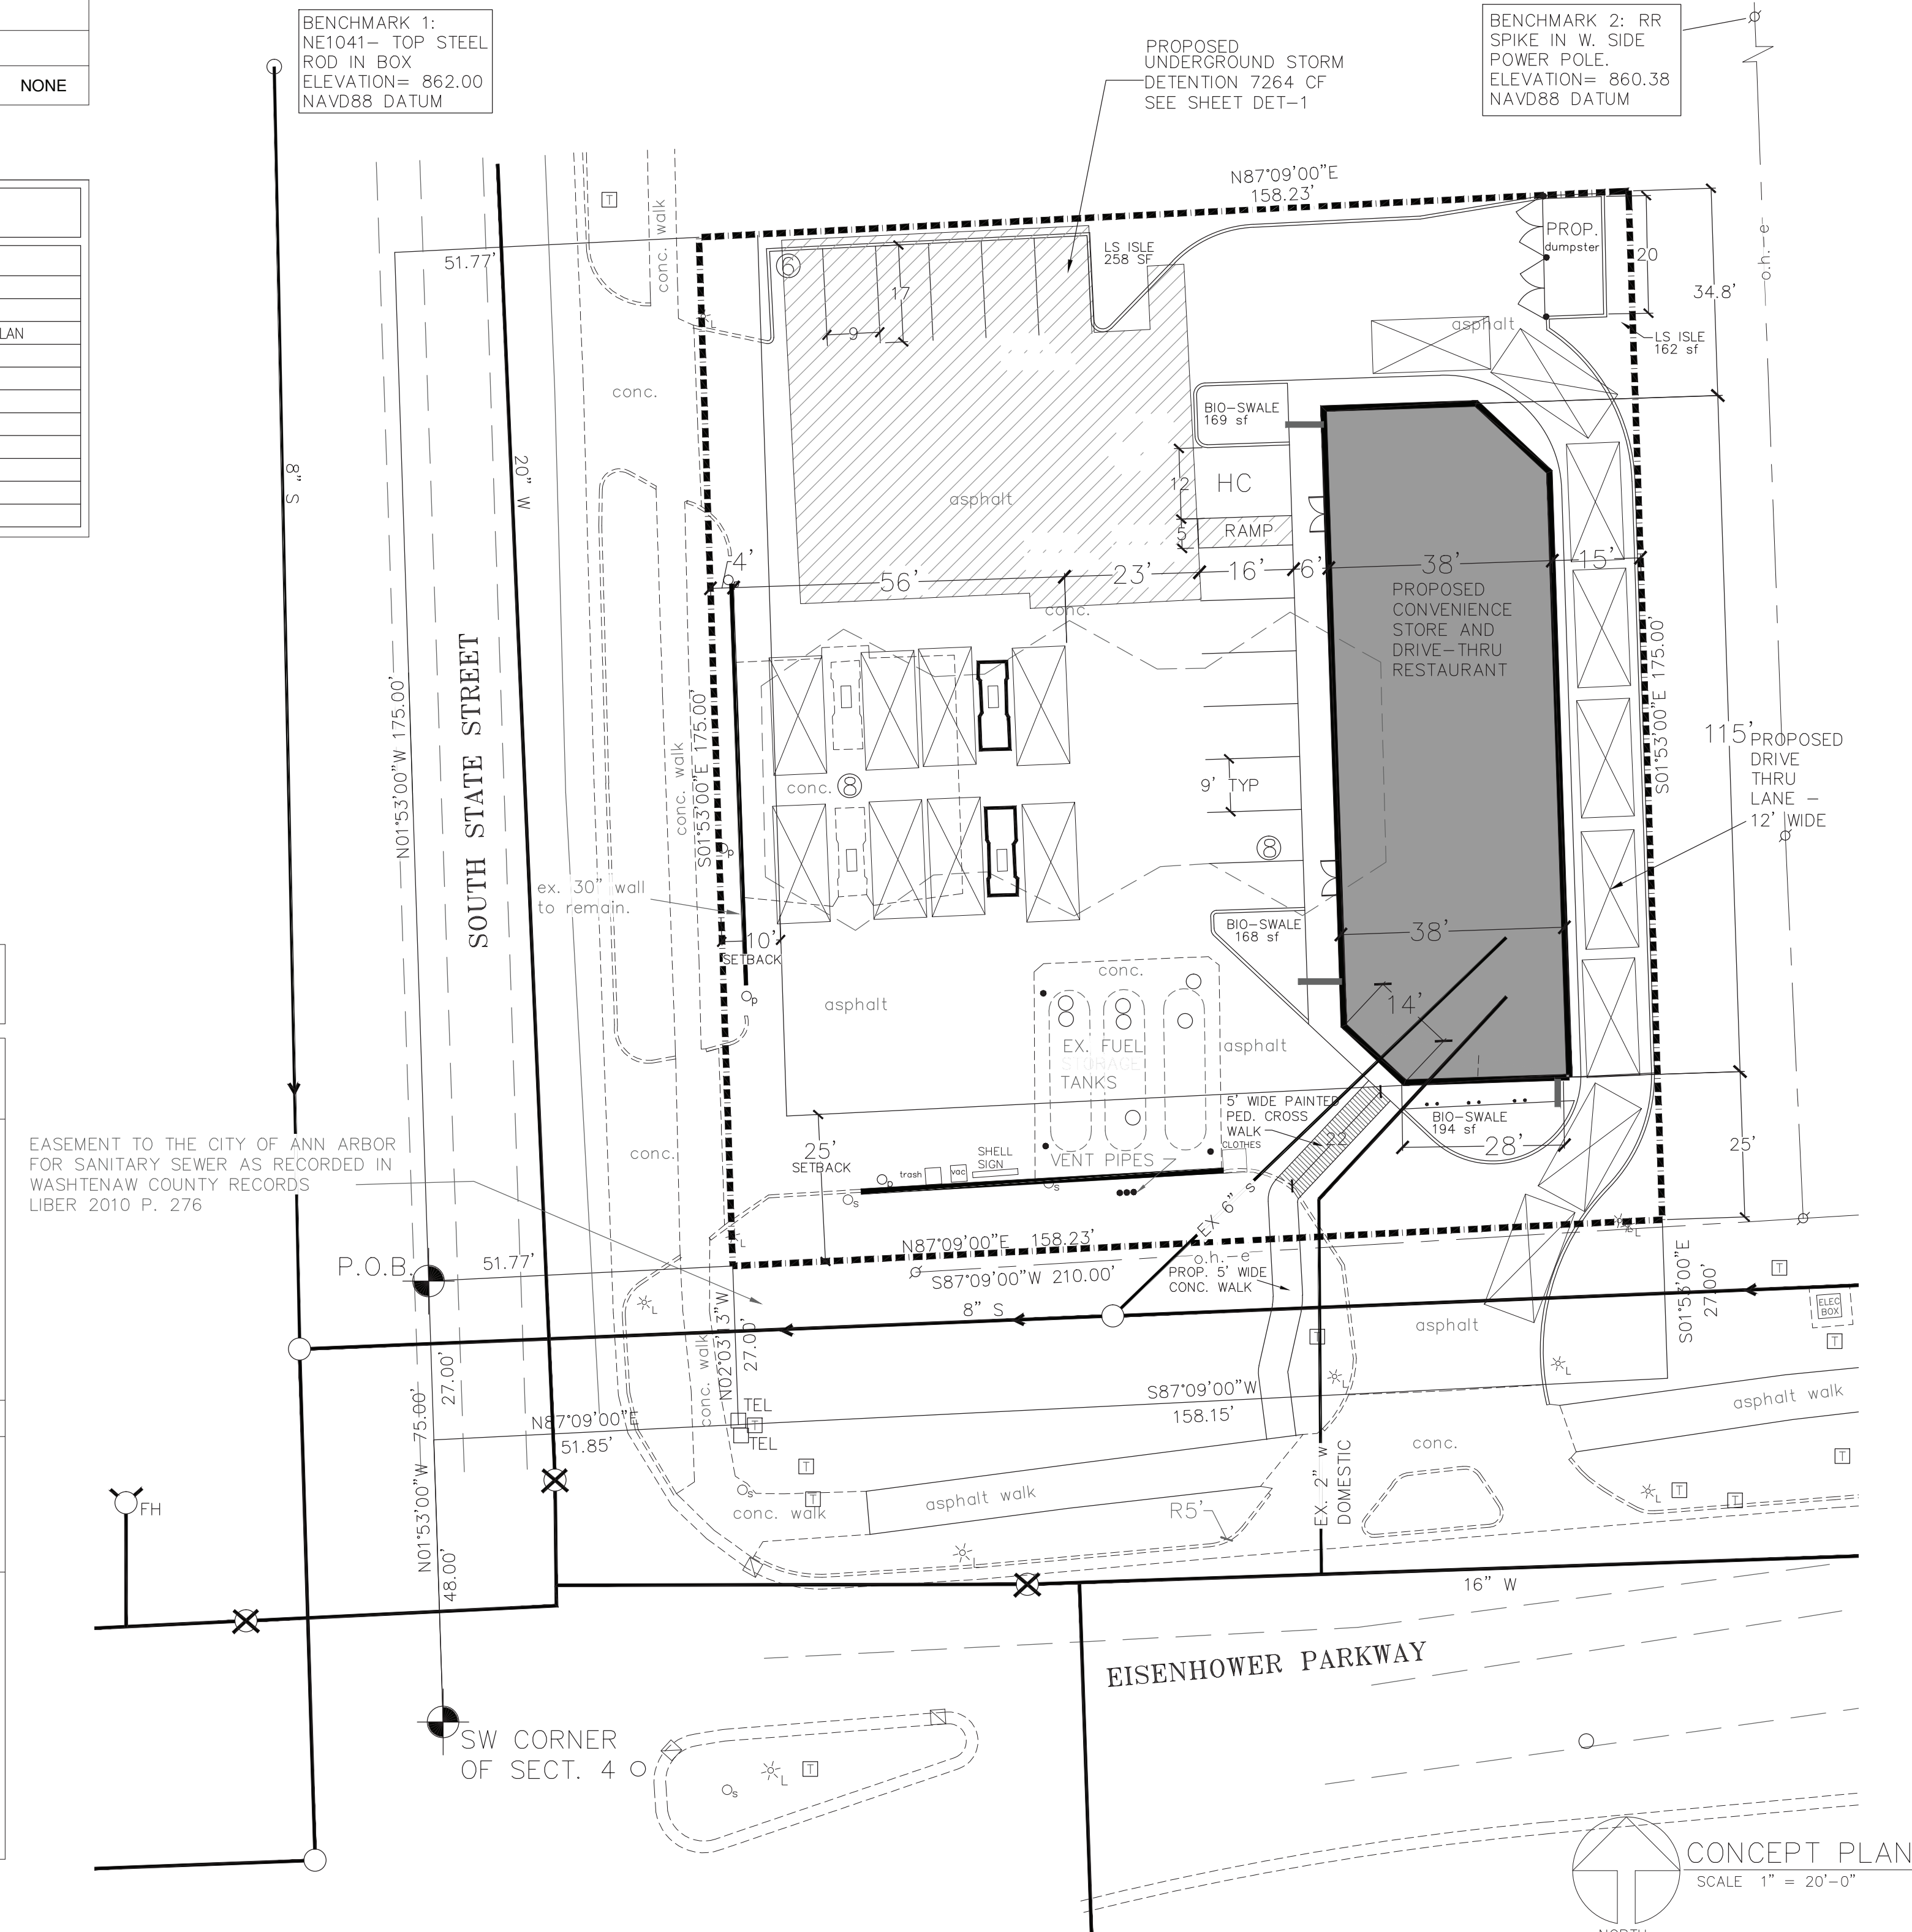 NONE
LAN
BENCHMARK 1:
NE1041- TOP STEEL
ROD IN BOX
ELEVATION= 862.00
NAVD88 DATUM
PROPOSED
UNDERGROUND STORM
DETENTION 7264 CF
SEE SHEET DET-1
BENCHMARK 2: RR
SPIKE IN W. SIDE
POWER POLE.
ELEVATION= 860.38
NAVD88 DATUM
N87°09'00"E
158.23'
T
conc. walk
51.77'
6
17
9
LS ISLE
258 SF
PROP.
dumpster
20
34.8'
o.h.-e
asphalt
LS ISLE
162 sf
conc.
BIO-SWALE
169 sf
8" S
20" W
asphalt
12
HC
5
RAMP
4'
56'
23'
16'
6'
38'
15'
conc.
PROPOSED
CONVENIENCE
STORE AND
DRIVE-THRU
RESTAURANT
N01°53'00"W 175.00'
SOUTH STATE STREET
conc. walk
S01°53'00"E 175.00'
S01°53'00"E 175.00'
115'
PROPOSED
DRIVE
THRU
LANE -
12' WIDE
conc.
8
9' TYP
8
p
ex. 30" wall
to remain.
10'
SETBACK
BIO-SWALE
168 sf
38'
conc.
p
asphalt
14'
EX. FUEL
STORAGE
TANKS
asphalt
5' WIDE PAINTED
PED. CROSS
WALK
CLOTHES
22
BIO-SWALE
194 sf
28'
25'
25'
SETBACK
EASEMENT TO THE CITY OF ANN ARBOR
FOR SANITARY SEWER AS RECORDED IN
WASHTENAW COUNTY RECORDS
LIBER 2010 P. 276
conc.
SHELL
SIGN
p
trash
vac
VENT PIPES
s
s
EX 6" S
L
N87°09'00"E 158.23'
o.h.-e
S87°09'00"W 210.00'
PROP. 5' WIDE
CONC. WALK
L
P.O.B.
51.77'
L
8" S
T
ELEC
BOX
T
T
asphalt
S01°53'00"E
27.00'
N02°03'13"W
27.00'
conc. walk
27.00'
75.00'
N01°53'00"W
48.00'
L
L
S87°09'00"W
158.15'
N87°09'00"E
51.85'
TEL
T
TEL
asphalt walk
conc.
T
T
T
s
conc. walk
asphalt walk
R5'
EX. 2" w
DOMESTIC
L
T
T
FH
L
16" W
EISENHOWER PARKWAY
SW CORNER
OF SECT. 4
L
T
s
CONCEPT PLAN
SCALE 1" = 20'-0"
NORTH